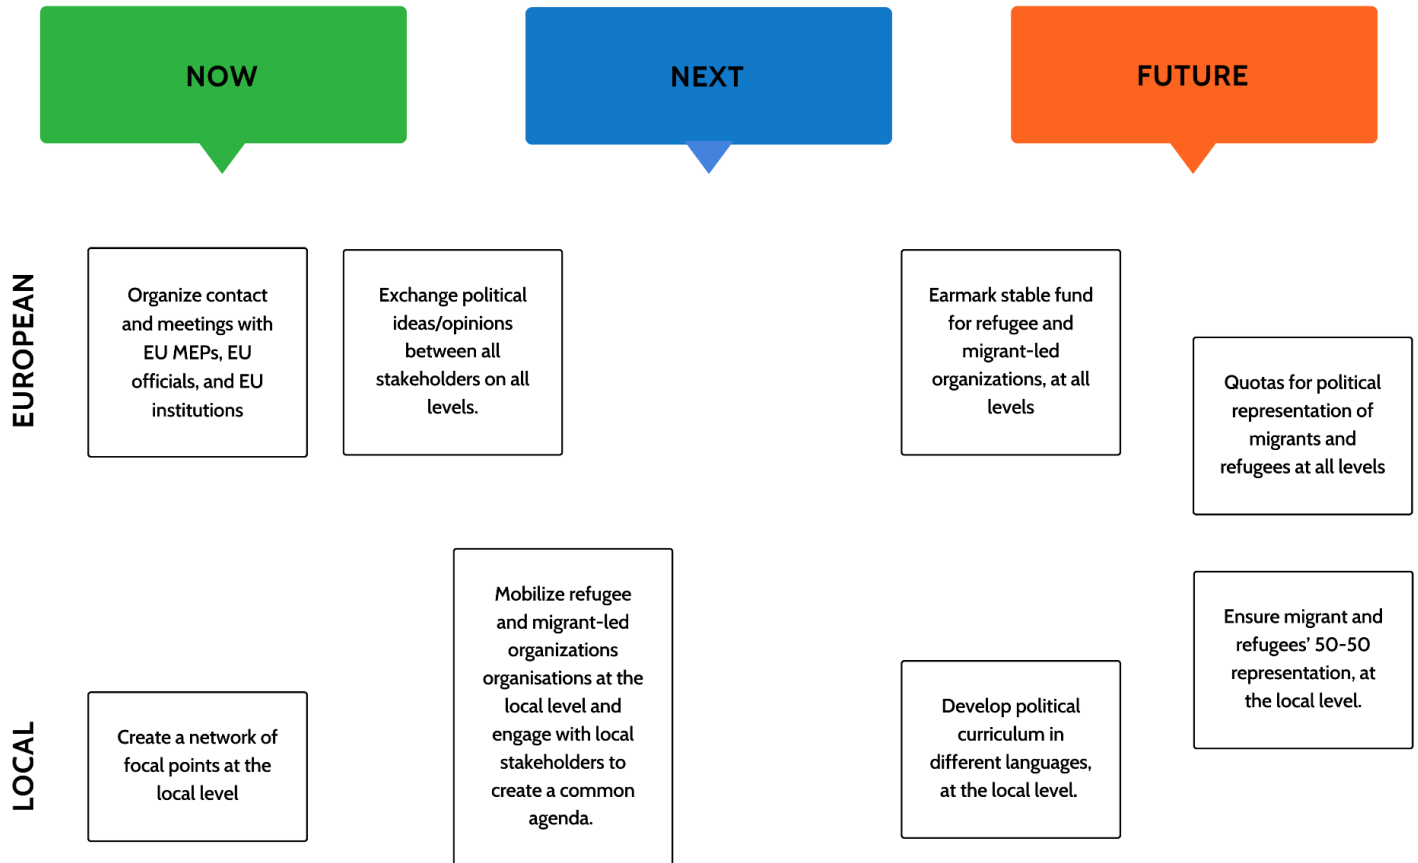 NOW
NEXT
FUTURE
EUROPEAN
Organize contact
and meetings with
EU MEPs, EU
officials, and EU
institutions
Exchange political
ideas/opinions
between all
stakeholders on all
levels.
Earmark stable fund
for refugee and
migrant-led
organizations, at all
levels
Quotas for political
representation of
migrants and
refugees at all levels
LOCAL
Create a network of
focal points at the
local level
Mobilize refugee
and migrant-led
organizations
organisations at the
local level and
engage with local
stakeholders to
create a common
agenda.
Develop political
curriculum in
different languages,
at the local level.
Ensure migrant and
refugees’ 50-50
representation, at
the local level.